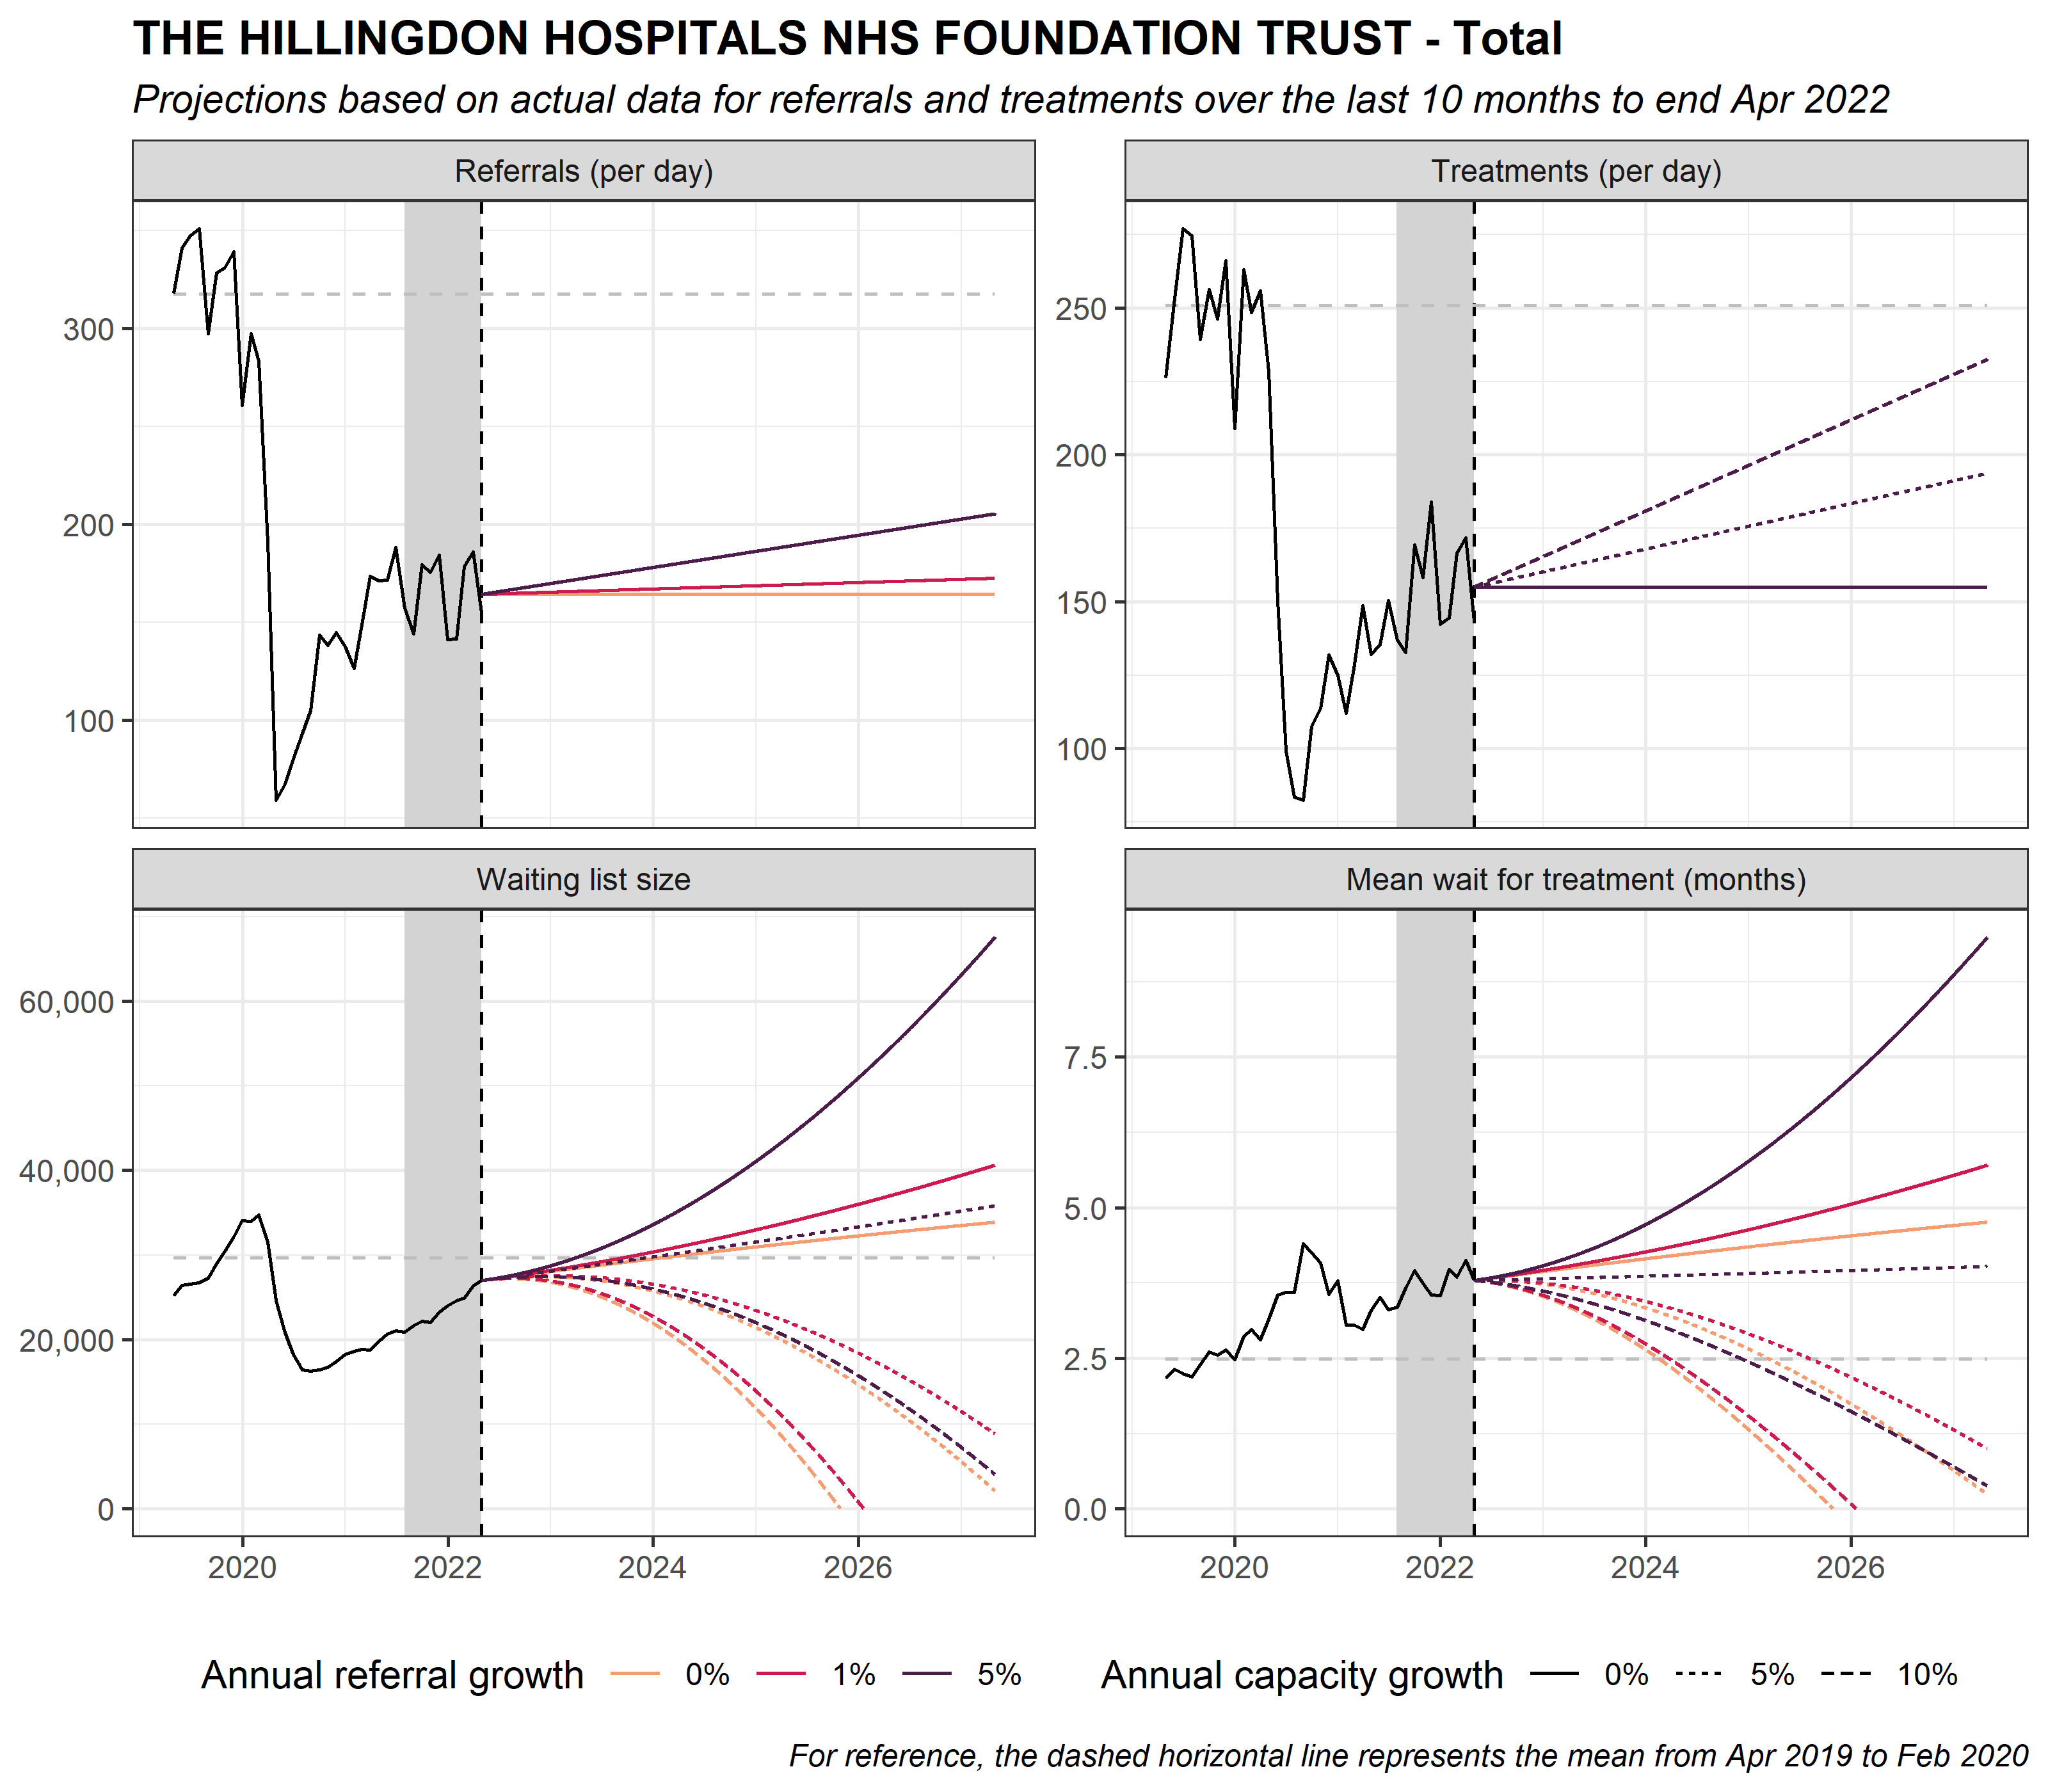 THE HILLINGDON HOSPITALS NHS FOUNDATION TRUST - Total
Projections based on actual data for referrals and treatments over the last 10 months to end Apr 2022
Referrals (per day)
300
200
100
Treatments (per day)
250
200
150
100
Waiting list size
60,000
40,000
20,000
0
2020 2022 2024 2026
Mean wait for treatment (months)
7.5
5.0
2.5
0.0
2020 2022 2024 2026
Annual referral growth 0% 1% 5%
Annual capacity growth 0% 5% 10%
For reference, the dashed horizontal line represents the mean from Apr 2019 to Feb 2020